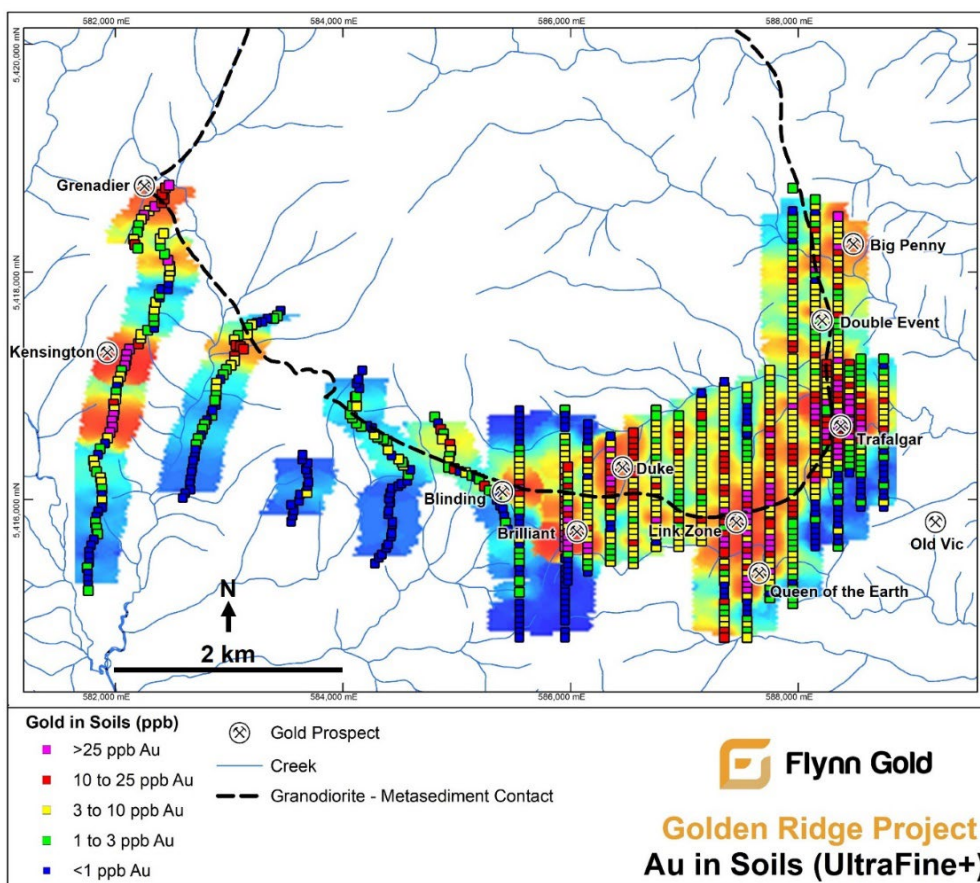 582,000 mE
584,000 mE
586,000 mE
588,000 mE
5,420,000 mN
5,418,000 mN
5,416,000 mN
Grenadier
Big Penny
Double Event
Kensington
Trafalgar
Duke
Blinding
Brilliant
Link Zone
Old Vic
Queen of the Earth
N
2 km
582,000 mE
584,000 mE
586,000 mE
588,000 mE
Gold in Soils (ppb)
>25 ppb Au
10 to 25 ppb Au
3 to 10 ppb Au
1 to 3 ppb Au
<1 ppb Au
Gold Prospect
Creek
Granodiorite - Metasediment Contact
Flynn Gold
Golden Ridge Project
Au in Soils (UltraFine+)